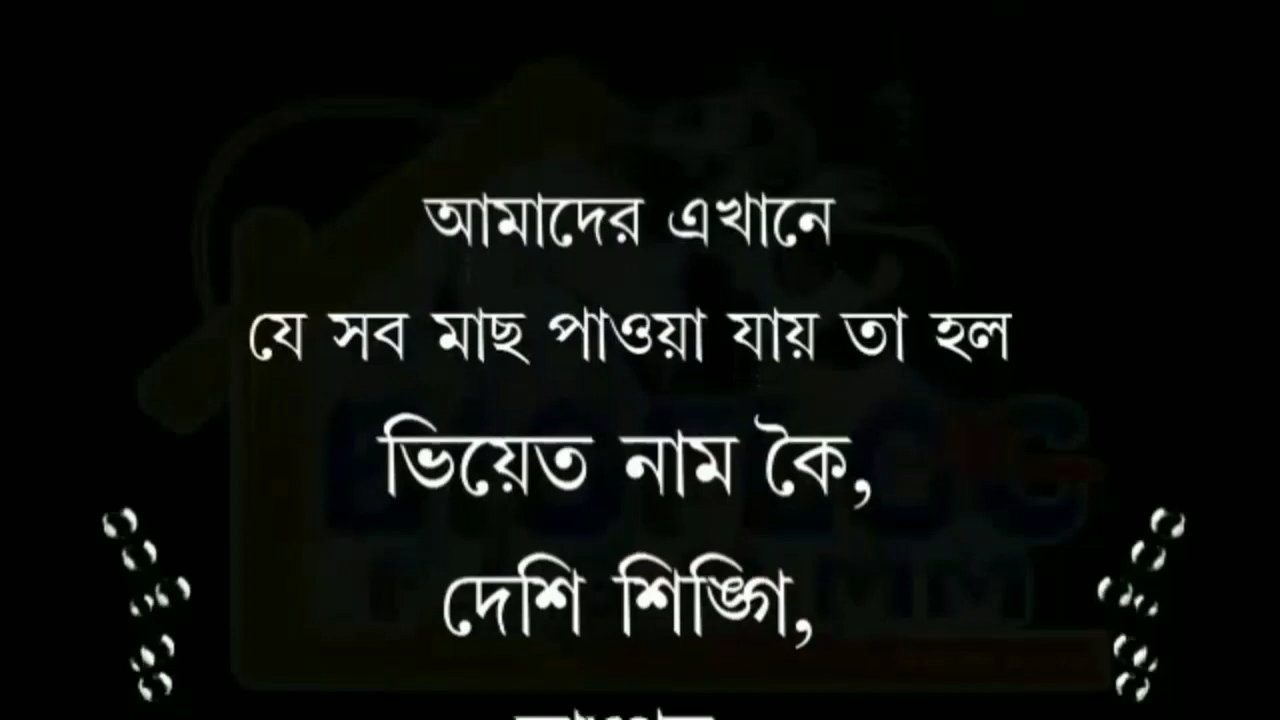 আমাদের এখানে
যে সব মাছ পাওয়া যায় তা হল
ভিয়েত নাম কৈ,
দেশি শিঙ্গি,